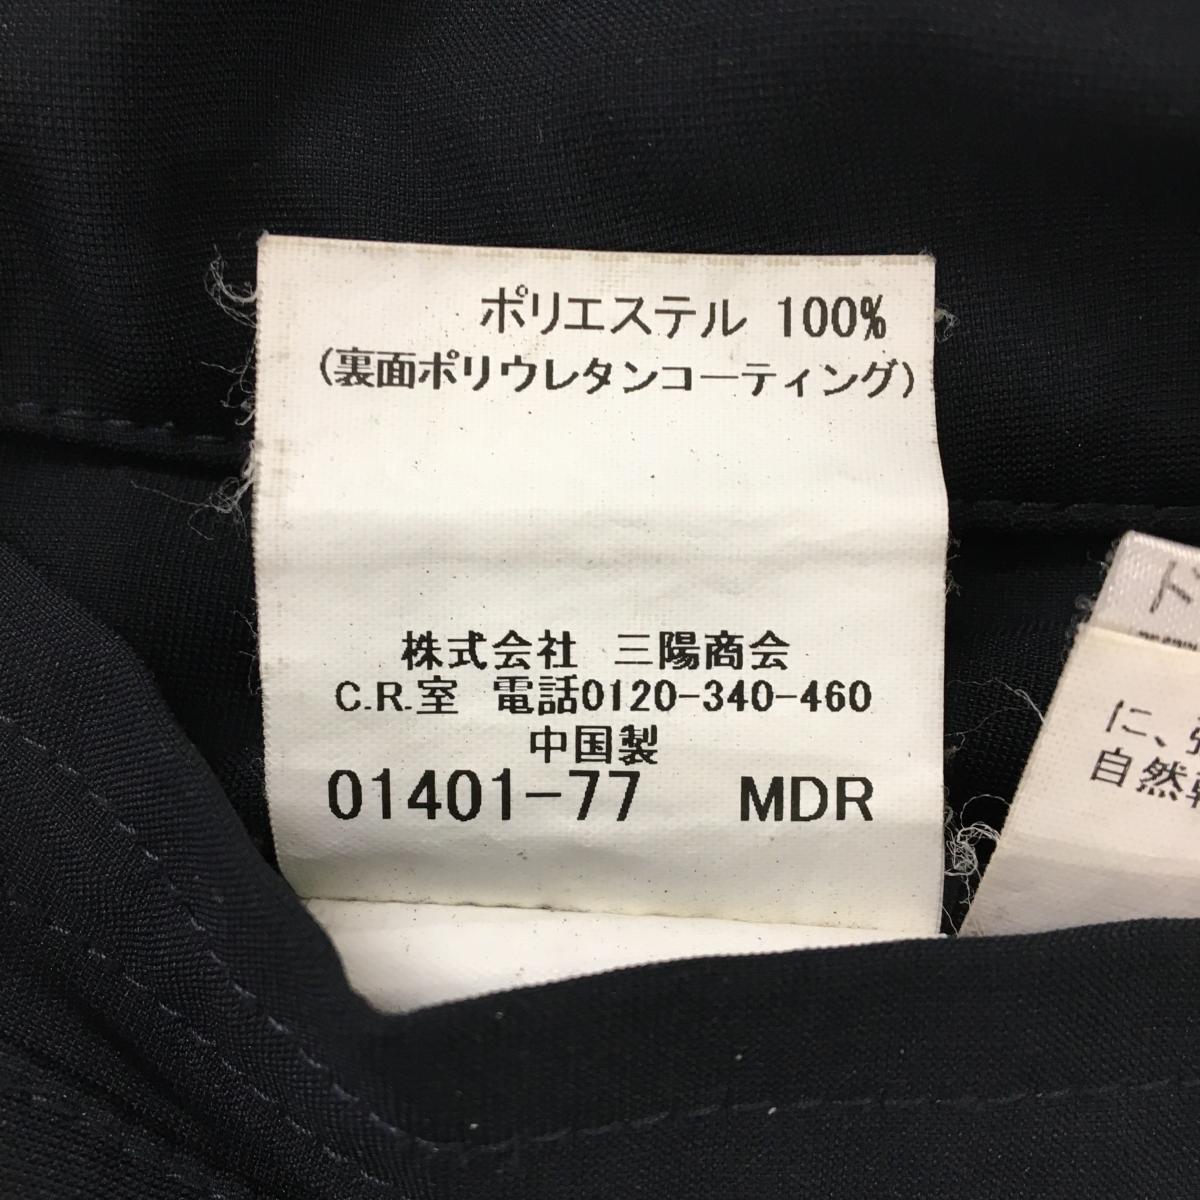 ポリエステル 100%
(裏面ポリウレタンコーティング)
株式会社 三陽商会
C.R.室 電話0120-340-460
中国製
01401-77 MDR
ド
に、
自然